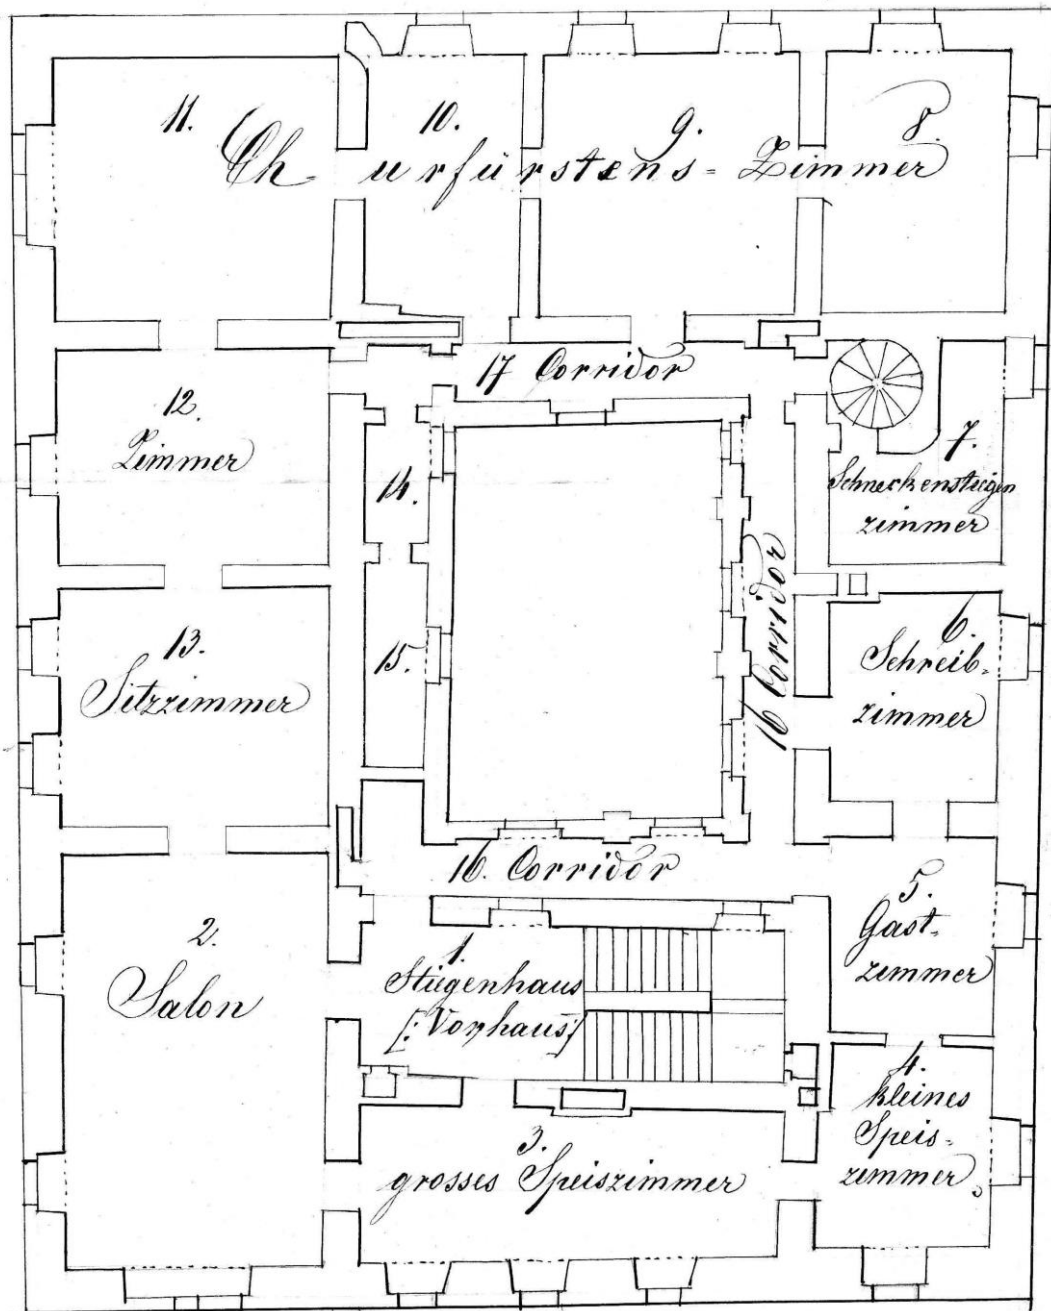 11.
10.
9.
8.
Churfürstens-Zimmer
17 Corridor
12.
Zimmer
14.
7.
Schneckenstiegen
zimmer
16 Corridor
13.
Sitzzimmer
15.
6.
Schreib-
zimmer
16. Corridor
2.
Salon
1.
Stiegenhaus
[: Vorhaus :]
5.
Gast-
zimmer
4.
kleines
Speis-
zimmer.
3.
grosses Speiszimmer